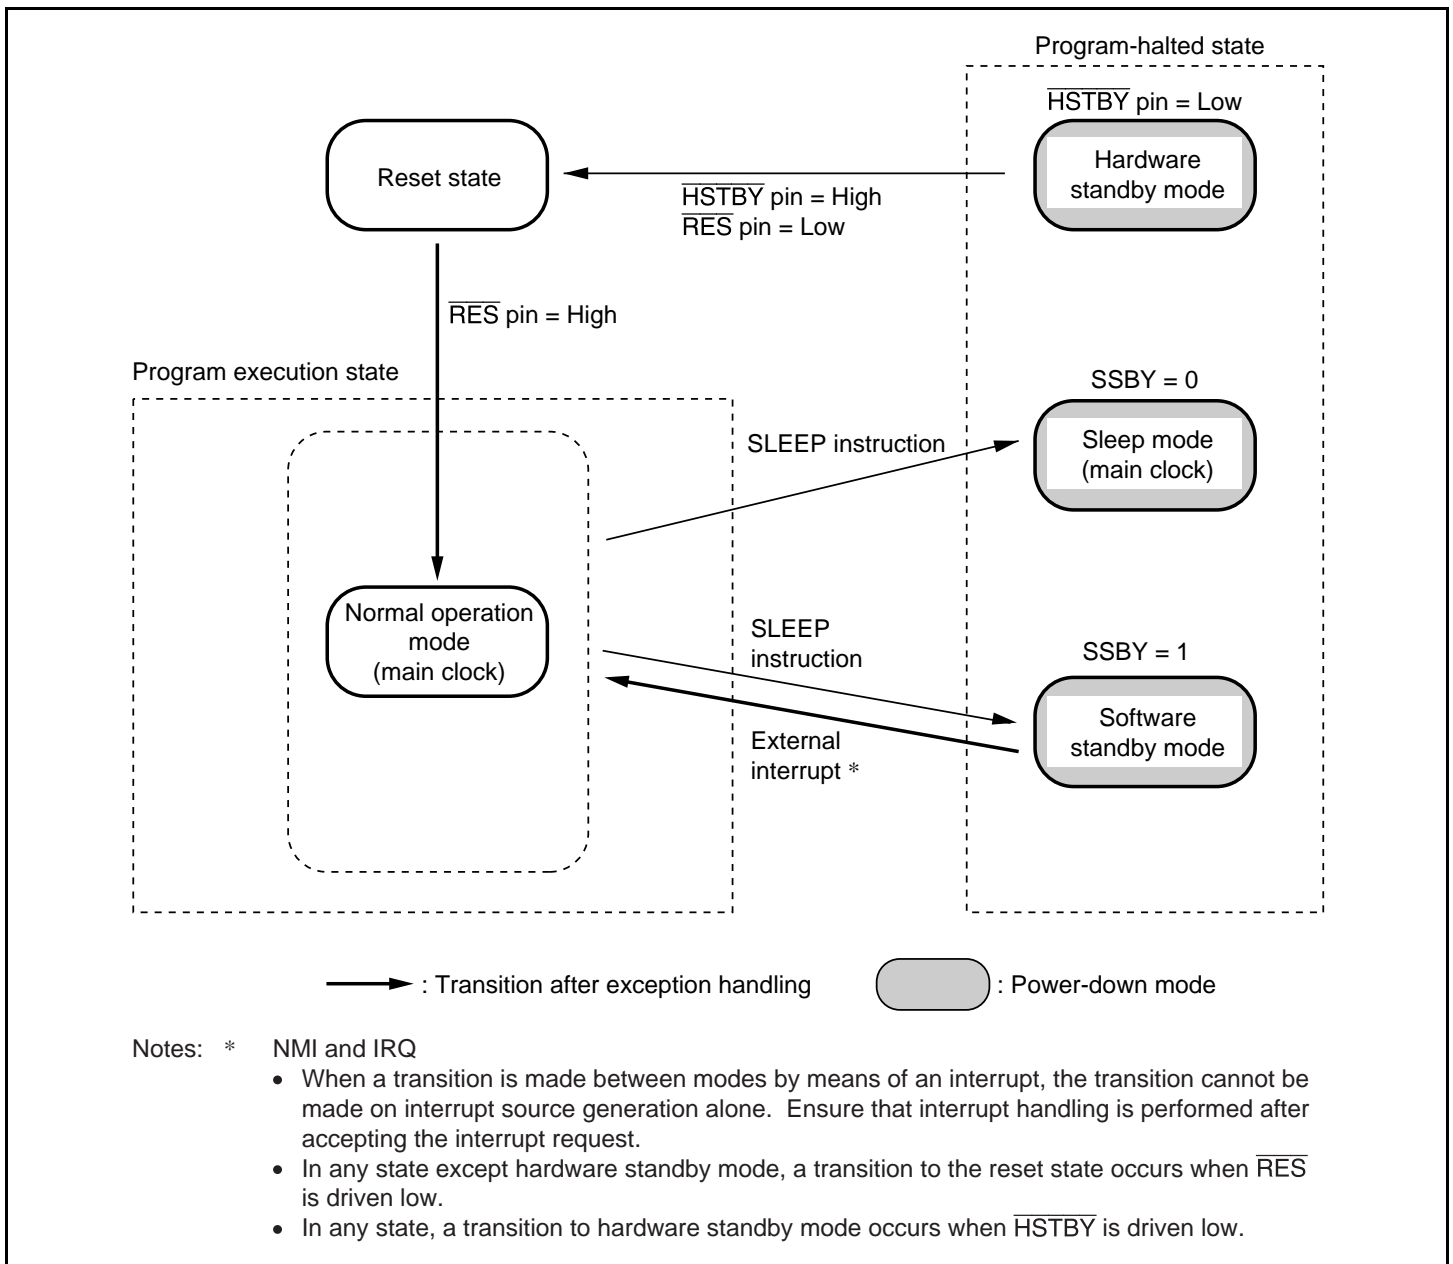 Program-halted state
H̅S̅T̅B̅Y̅ pin = Low
Hardware
standby mode
Reset state
H̅S̅T̅B̅Y̅ pin = High
R̅E̅S̅ pin = Low
R̅E̅S̅ pin = High
Program execution state
SSBY = 0
SLEEP instruction
Sleep mode
(main clock)
Normal operation
mode
(main clock)
SLEEP
instruction
SSBY = 1
Software
standby mode
External
interrupt *
: Transition after exception handling
: Power-down mode
Notes: * NMI and IRQ
• When a transition is made between modes by means of an interrupt, the transition cannot be
made on interrupt source generation alone. Ensure that interrupt handling is performed after
accepting the interrupt request.
• In any state except hardware standby mode, a transition to the reset state occurs when R̅E̅S̅
is driven low.
• In any state, a transition to hardware standby mode occurs when H̅S̅T̅B̅Y̅ is driven low.